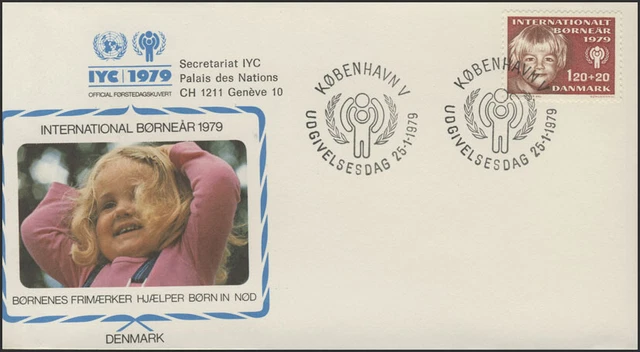 IYC 1979
OFFICIAL FØRSTEDAGSKUVERT
Secretariat IYC
Palais des Nations
CH 1211 Genève 10
INTERNATIONAL BØRNEÅR 1979
BØRNENES FRIMÆRKER HJÆLPER BØRN IN NØD
DENMARK
KØBENHAVN V
UDGIVELSESDAG 25-1-1979
KØBENHAVN V
UDGIVELSESDAG 25-1-1979
INTERNATIONALT
BØRNEÅR
1979
120+20
DANMARK